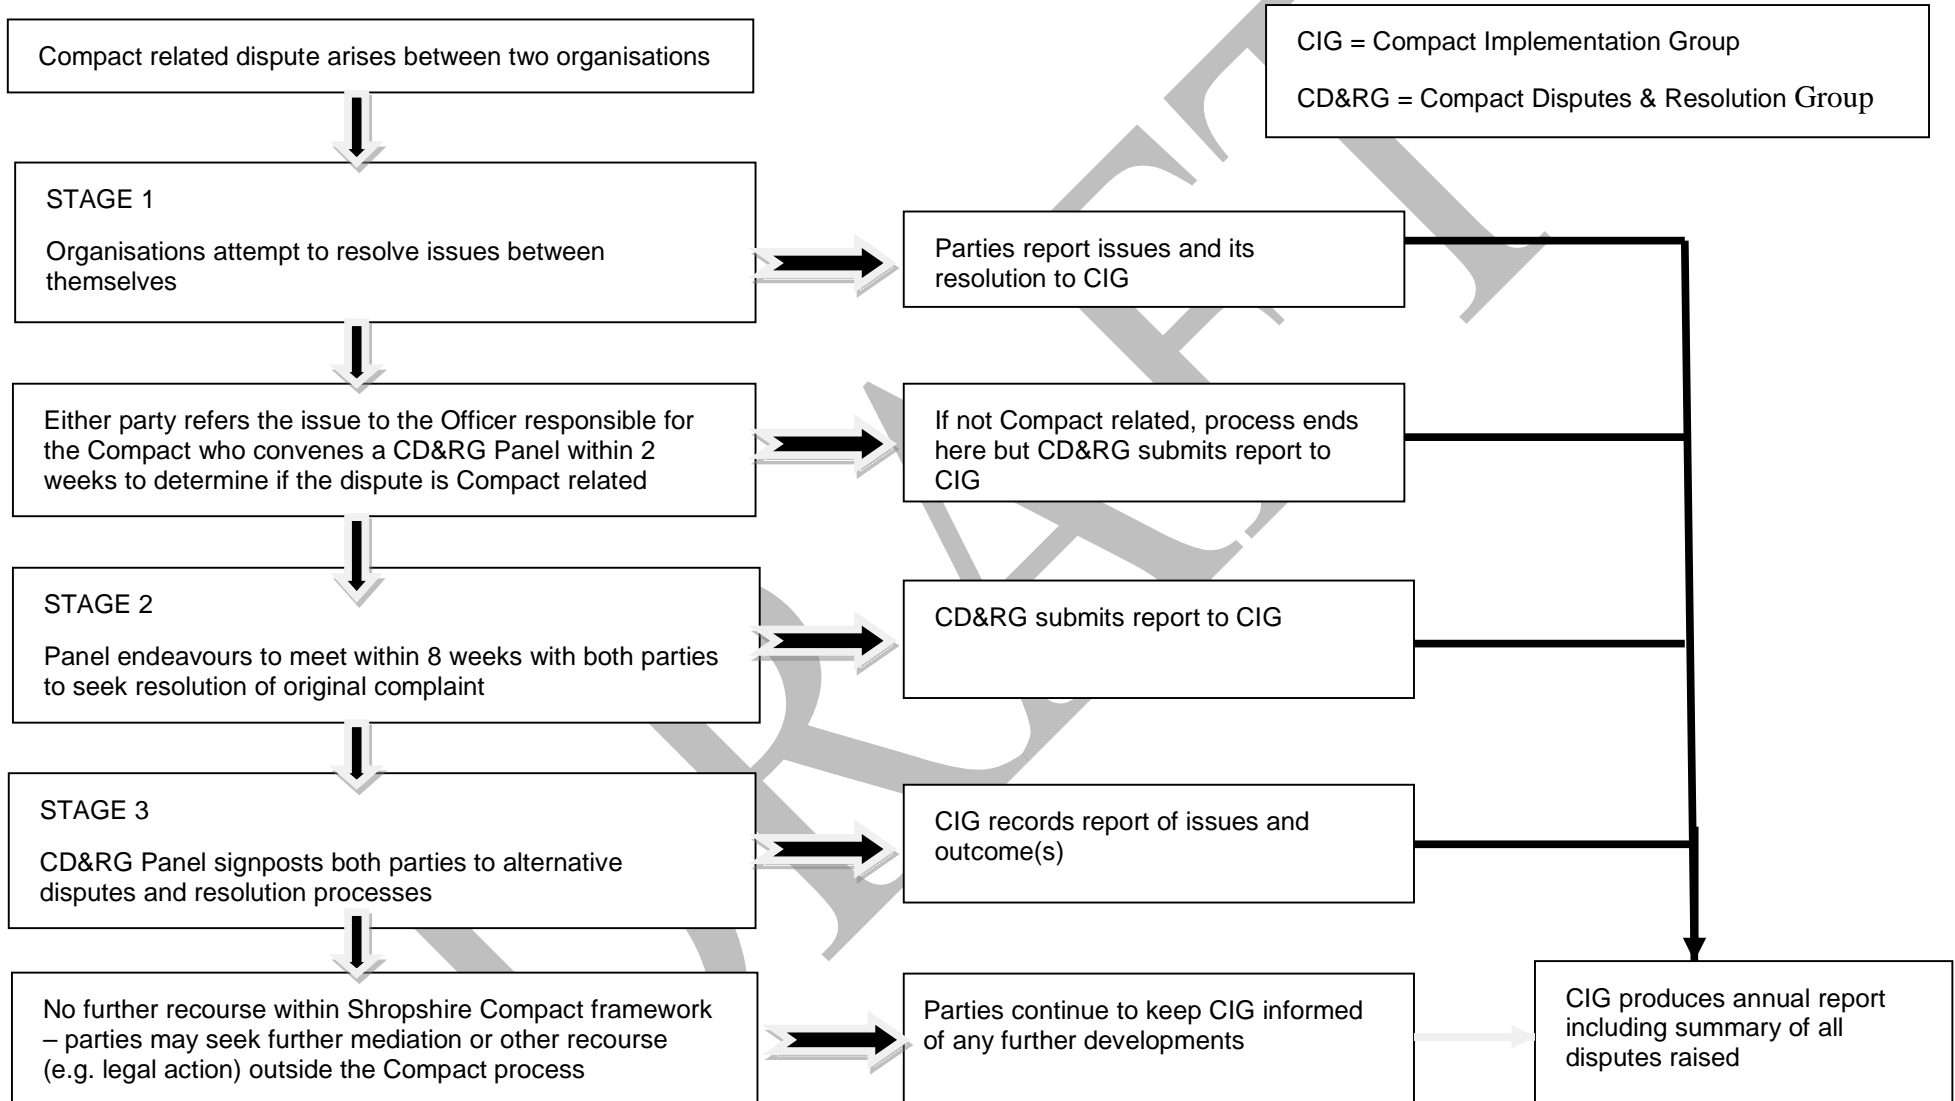 Compact related dispute arises between two organisations
CIG = Compact Implementation Group
CD&RG = Compact Disputes & Resolution Group
STAGE 1
Organisations attempt to resolve issues between
themselves
Parties report issues and its
resolution to CIG
Either party refers the issue to the Officer responsible for
the Compact who convenes a CD&RG Panel within 2
weeks to determine if the dispute is Compact related
If not Compact related, process ends
here but CD&RG submits report to
CIG
STAGE 2
Panel endeavours to meet within 8 weeks with both parties
to seek resolution of original complaint
CD&RG submits report to CIG
STAGE 3
CD&RG Panel signposts both parties to alternative
disputes and resolution processes
CIG records report of issues and
outcome(s)
No further recourse within Shropshire Compact framework
– parties may seek further mediation or other recourse
(e.g. legal action) outside the Compact process
Parties continue to keep CIG informed
of any further developments
CIG produces annual report
including summary of all
disputes raised
DRAFT